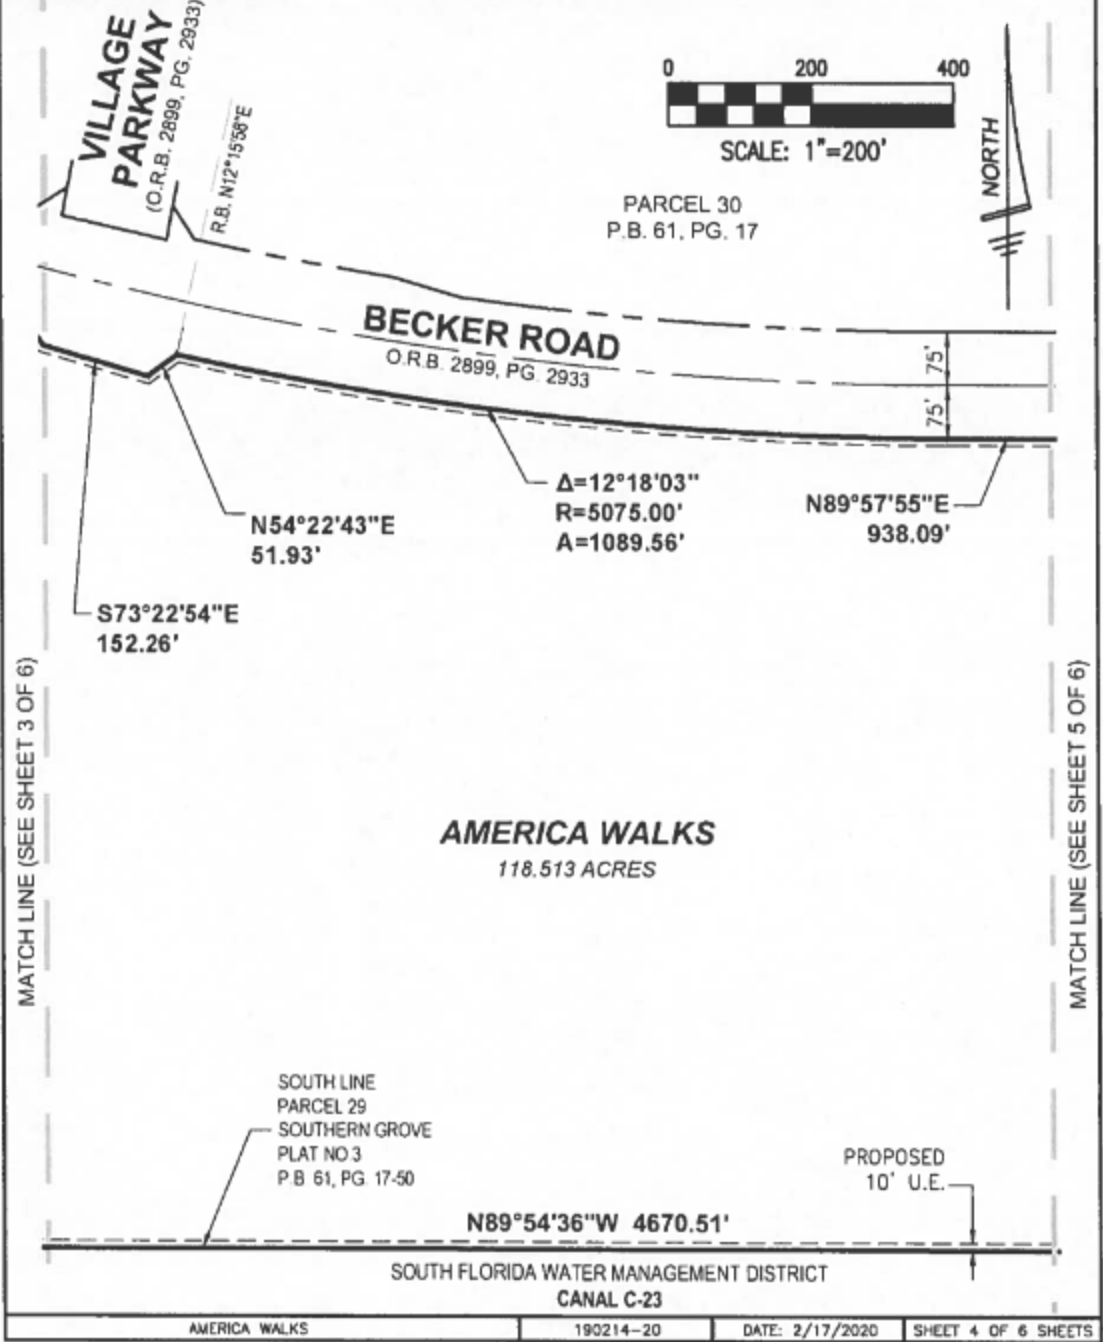 VILLAGE
PARKWAY
(O.R.B. 2899, PG. 2933)
R.B. N12°15'58"E
0 200 400
SCALE: 1"=200'
NORTH
PARCEL 30
P.B. 61, PG. 17
BECKER ROAD
O.R.B. 2899, PG. 2933
75'
75'
Δ=12°18'03"
R=5075.00'
A=1089.56'
N89°57'55"E
938.09'
N54°22'43"E
51.93'
S73°22'54"E
152.26'
MATCH LINE (SEE SHEET 3 OF 6)
MATCH LINE (SEE SHEET 5 OF 6)
AMERICA WALKS
118.513 ACRES
SOUTH LINE
PARCEL 29
SOUTHERN GROVE
PLAT NO 3
P.B 61, PG. 17-50
PROPOSED
10' U.E.
N89°54'36"W 4670.51'
SOUTH FLORIDA WATER MANAGEMENT DISTRICT
CANAL C-23
AMERICA WALKS 190214-20 DATE: 2/17/2020 SHEET 4 OF 6 SHEETS